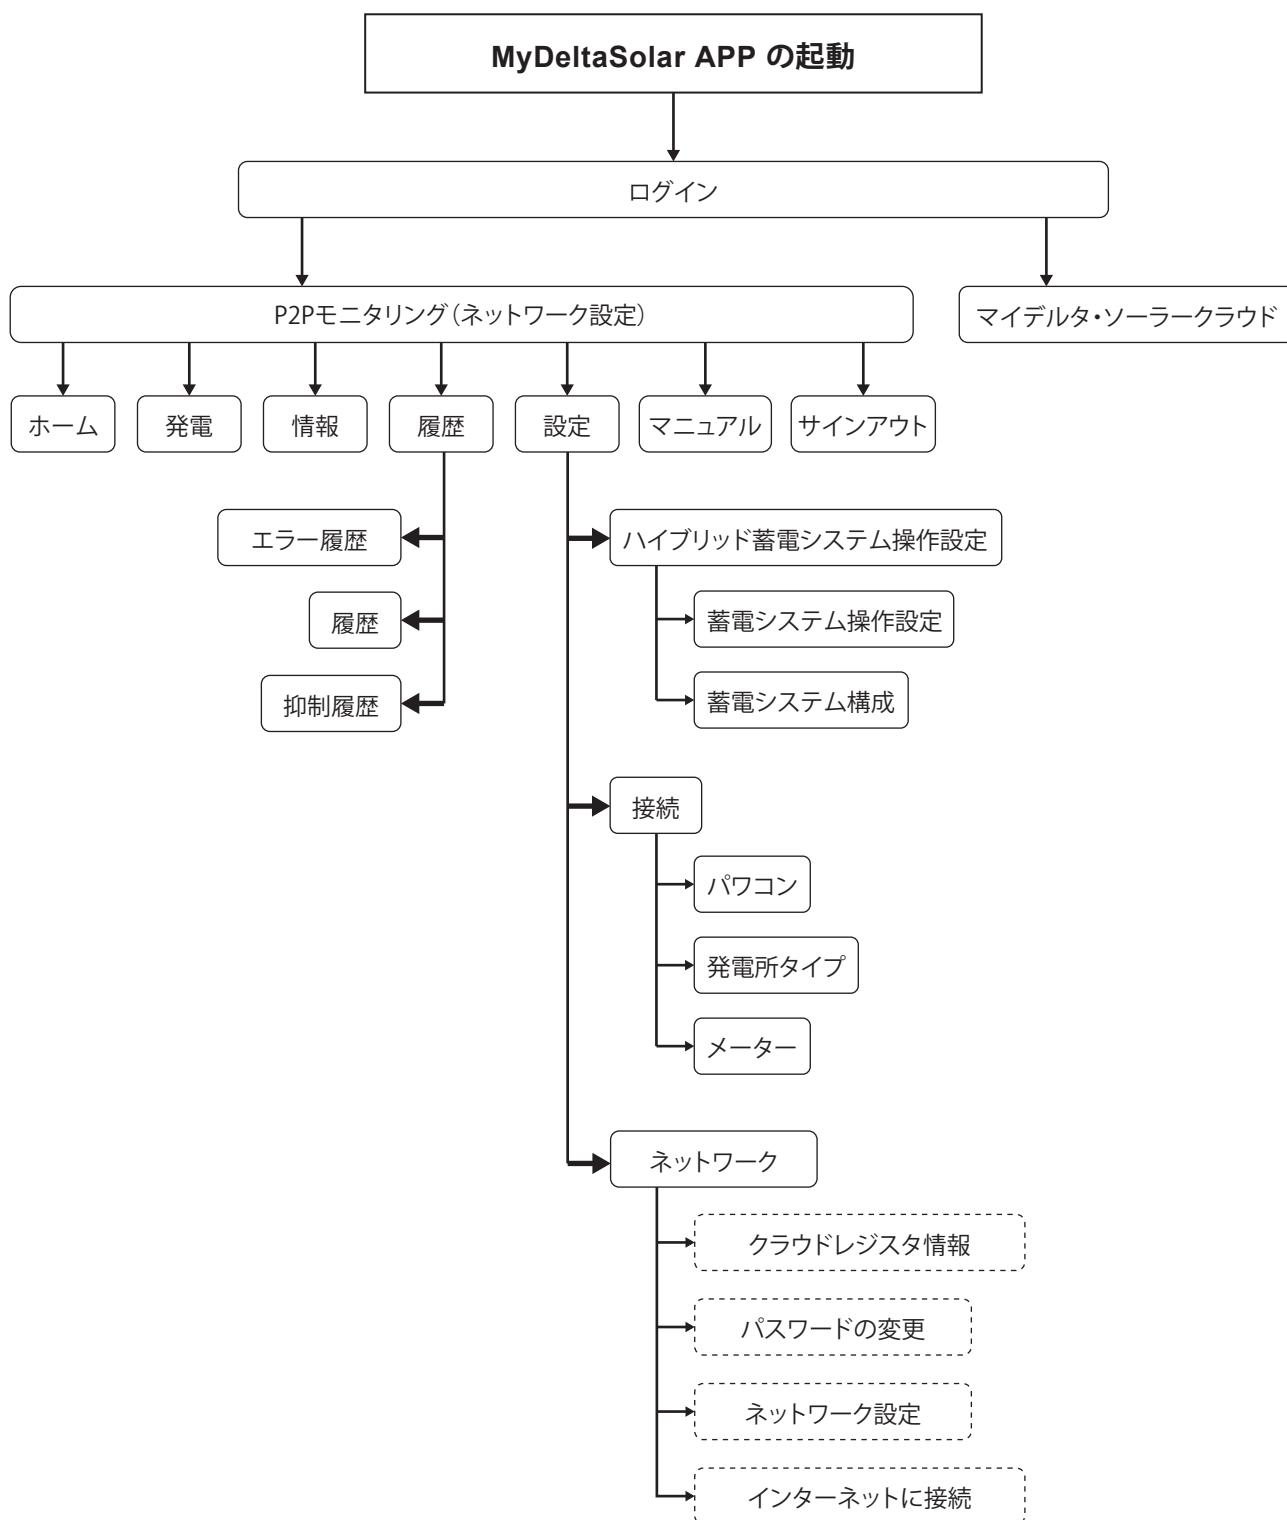 MyDeltaSolar APP の起動
ログイン
P2Pモニタリング（ネットワーク設定）
マイデルタ・ソーラークラウド
ホーム
発電
情報
履歴
設定
マニュアル
サインアウト
エラー履歴
履歴
抑制履歴
ハイブリッド蓄電システム操作設定
蓄電システム操作設定
蓄電システム構成
接続
パワコン
発電所タイプ
メーター
ネットワーク
クラウドレジスタ情報
パスワードの変更
ネットワーク設定
インターネットに接続